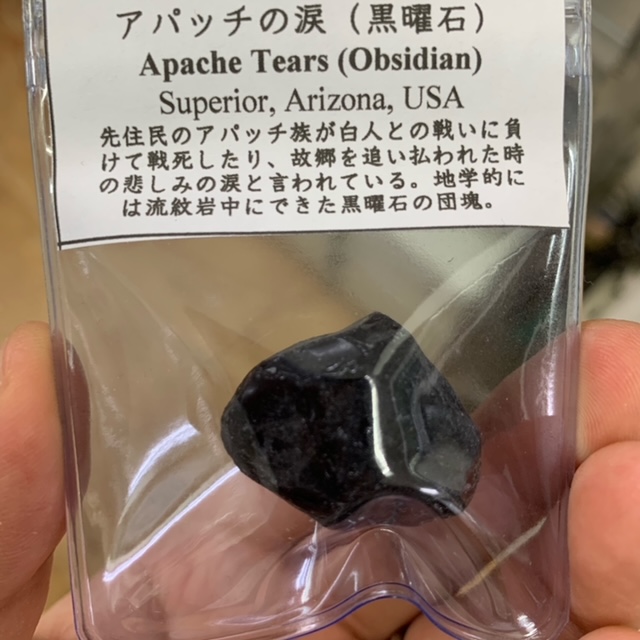 アパッチの涙（黒曜石）
Apache Tears (Obsidian)
Superior, Arizona, USA
先住民のアパッチ族が白人との戦いに負
けて戦死したり、故郷を追い払われた時
の悲しみの涙と言われている。地学的に
は流紋岩中にできた黒曜石の団塊。